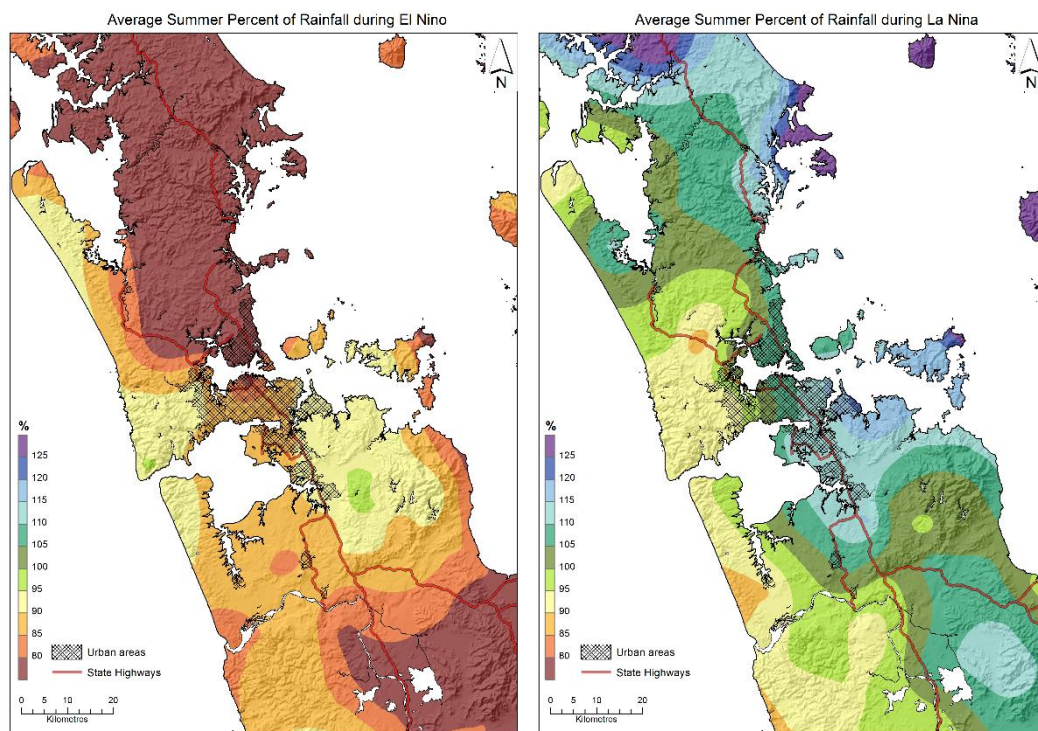 Average Summer Percent of Rainfall during El Nino
N
%
125
120
115
110
105
100
95
90
85
80
Urban areas
State Highways
0 5 10 20
Kilometres
Average Summer Percent of Rainfall during La Nina
N
%
125
120
115
110
105
100
95
90
85
80
Urban areas
State Highways
0 5 10 20
Kilometres